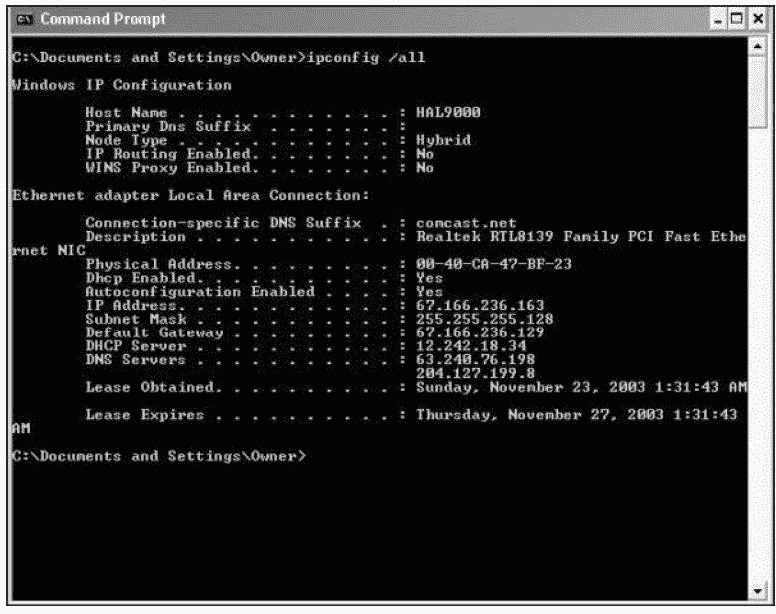 Command Prompt
C:\Documents and Settings\Owner>ipconfig /all
Windows IP Configuration
Host Name . . . . . . . . . . . . : HAL9000
Primary Dns Suffix  . . . . . . . :
Node Type . . . . . . . . . . . . : Hybrid
IP Routing Enabled. . . . . . . . : No
WINS Proxy Enabled. . . . . . . . : No
Ethernet adapter Local Area Connection:
Connection-specific DNS Suffix  . : comcast.net
Description . . . . . . . . . . . : Realtek RTL8139 Family PCI Fast Ethe
rnet NIC
Physical Address. . . . . . . . . : 00-40-CA-47-BF-23
Dhcp Enabled. . . . . . . . . . . : Yes
Autoconfiguration Enabled . . . . : Yes
IP Address. . . . . . . . . . . . : 67.166.236.163
Subnet Mask . . . . . . . . . . . : 255.255.255.128
Default Gateway . . . . . . . . . : 67.166.236.129
DHCP Server . . . . . . . . . . . : 12.242.18.34
DNS Servers . . . . . . . . . . . : 63.240.76.198
204.127.199.8
Lease Obtained. . . . . . . . . . : Sunday, November 23, 2003 1:31:43 AM
Lease Expires . . . . . . . . . . : Thursday, November 27, 2003 1:31:43
AM
C:\Documents and Settings\Owner>